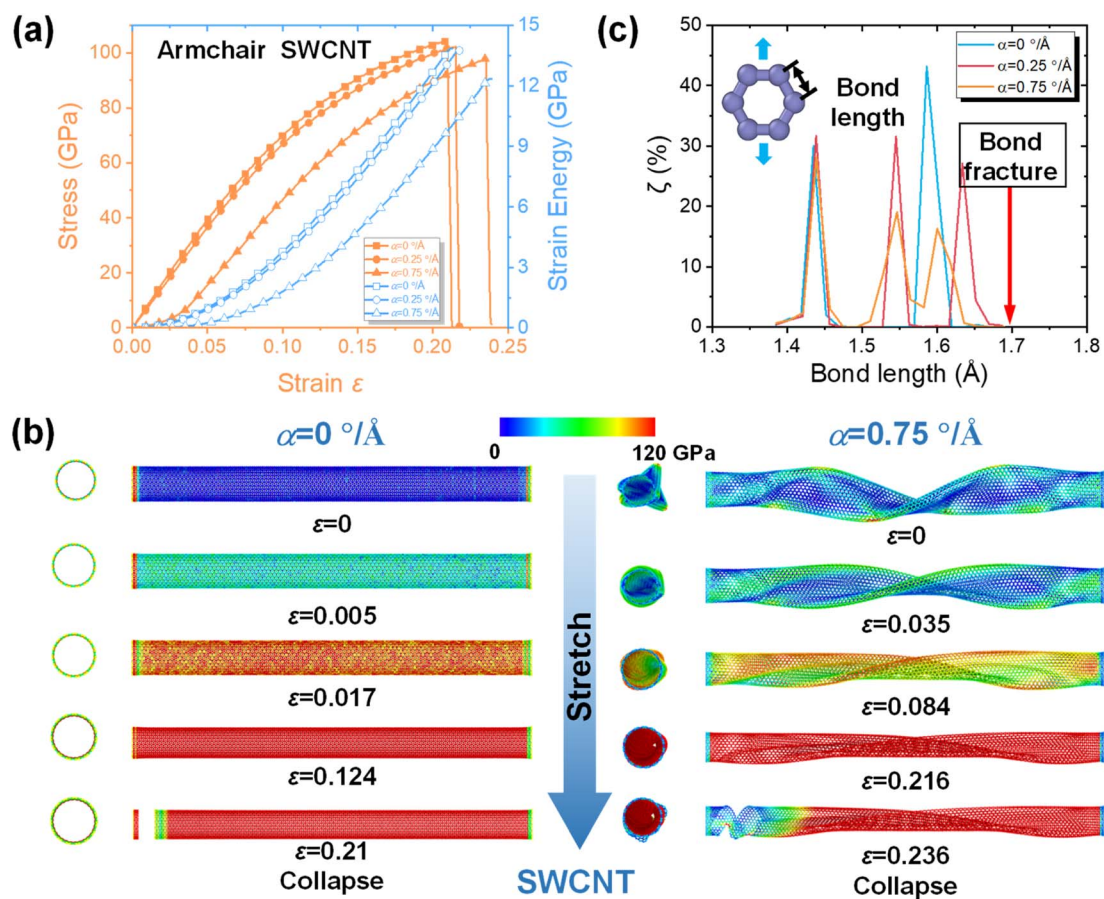 (a)
Armchair SWCNT
Stress (GPa)
0
20
40
60
80
100
120
0.00
0.05
0.10
0.15
0.20
0.25
Strain ε
0
3
6
9
12
15
Strain Energy (GPa)
α=0 °/Å
α=0.25 °/Å
α=0.75 °/Å
α=0 °/Å
α=0.25 °/Å
α=0.75 °/Å
(c)
ζ (%)
0
10
20
30
40
50
1.3
1.4
1.5
1.6
1.7
1.8
Bond length (Å)
α=0 °/Å
α=0.25 °/Å
α=0.75 °/Å
Bond
length
Bond
fracture
(b)
α=0 °/Å
0
120 GPa
α=0.75 °/Å
ε=0
ε=0.005
ε=0.017
ε=0.124
ε=0.21
Collapse
Stretch
SWCNT
ε=0
ε=0.035
ε=0.084
ε=0.216
ε=0.236
Collapse